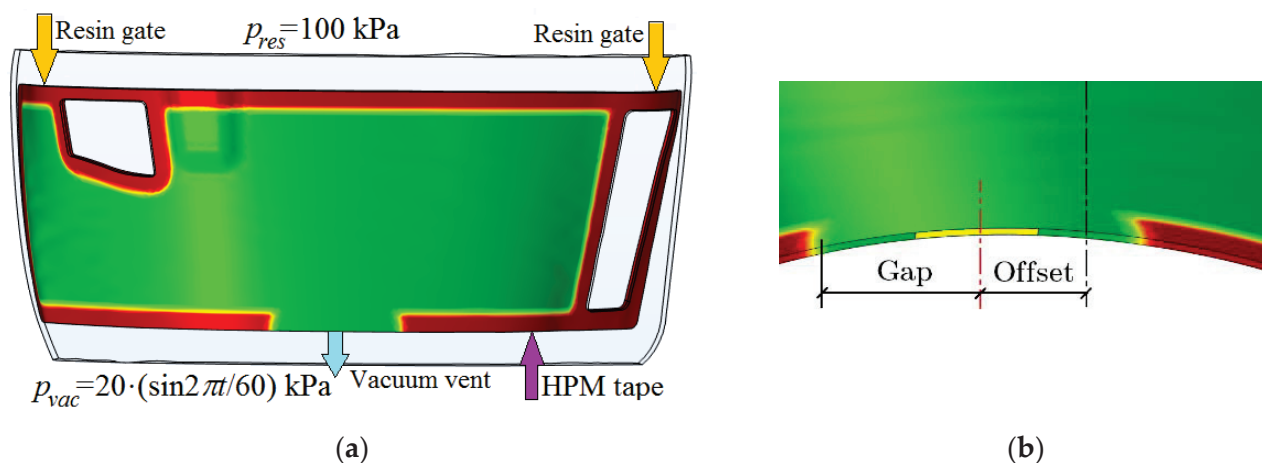 Resin gate
p_res=100 kPa
Resin gate
p_vac=20·(sin2πt/60) kPa
Vacuum vent
HPM tape
Gap
Offset
(a)
(b)